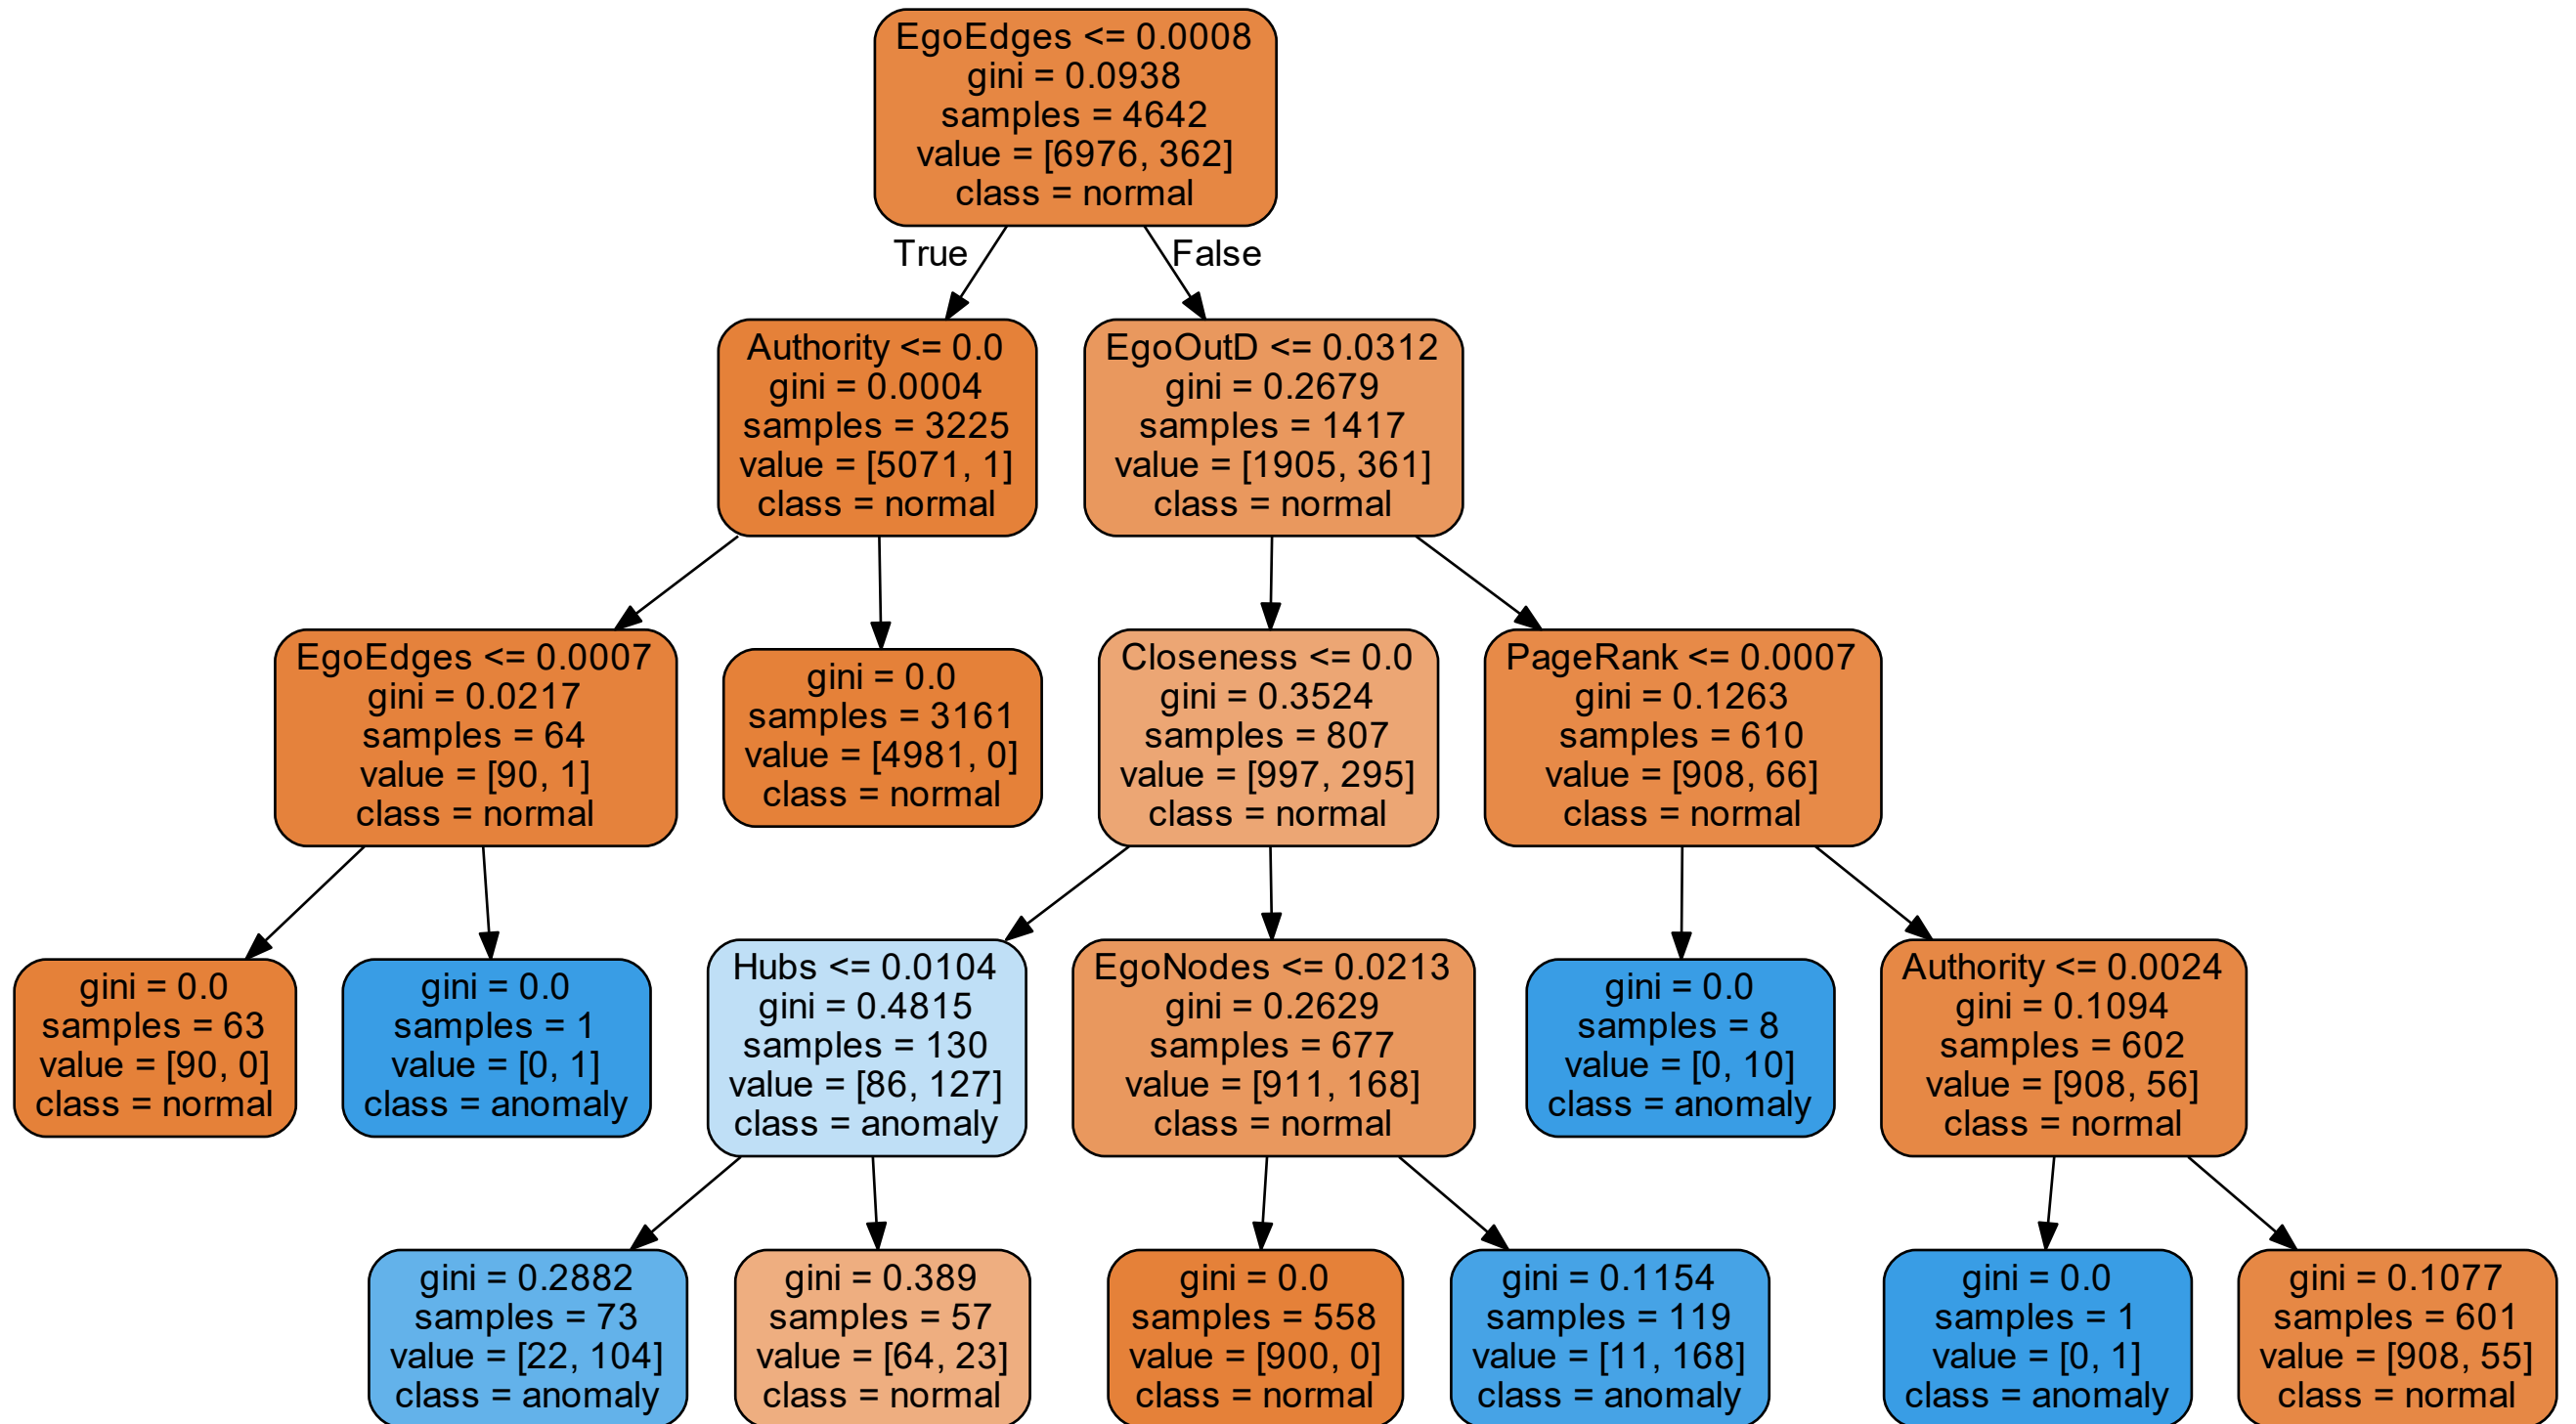 EgoEdges <= 0.0008
gini = 0.0938
samples = 4642
value = [6976, 362]
class = normal
True
False
Authority <= 0.0
gini = 0.0004
samples = 3225
value = [5071, 1]
class = normal
EgoOutD <= 0.0312
gini = 0.2679
samples = 1417
value = [1905, 361]
class = normal
EgoEdges <= 0.0007
gini = 0.0217
samples = 64
value = [90, 1]
class = normal
gini = 0.0
samples = 3161
value = [4981, 0]
class = normal
Closeness <= 0.0
gini = 0.3524
samples = 807
value = [997, 295]
class = normal
PageRank <= 0.0007
gini = 0.1263
samples = 610
value = [908, 66]
class = normal
gini = 0.0
samples = 63
value = [90, 0]
class = normal
gini = 0.0
samples = 1
value = [0, 1]
class = anomaly
Hubs <= 0.0104
gini = 0.4815
samples = 130
value = [86, 127]
class = anomaly
EgoNodes <= 0.0213
gini = 0.2629
samples = 677
value = [911, 168]
class = normal
gini = 0.0
samples = 8
value = [0, 10]
class = anomaly
Authority <= 0.0024
gini = 0.1094
samples = 602
value = [908, 56]
class = normal
gini = 0.2882
samples = 73
value = [22, 104]
class = anomaly
gini = 0.389
samples = 57
value = [64, 23]
class = normal
gini = 0.0
samples = 558
value = [900, 0]
class = normal
gini = 0.1154
samples = 119
value = [11, 168]
class = anomaly
gini = 0.0
samples = 1
value = [0, 1]
class = anomaly
gini = 0.1077
samples = 601
value = [908, 55]
class = normal